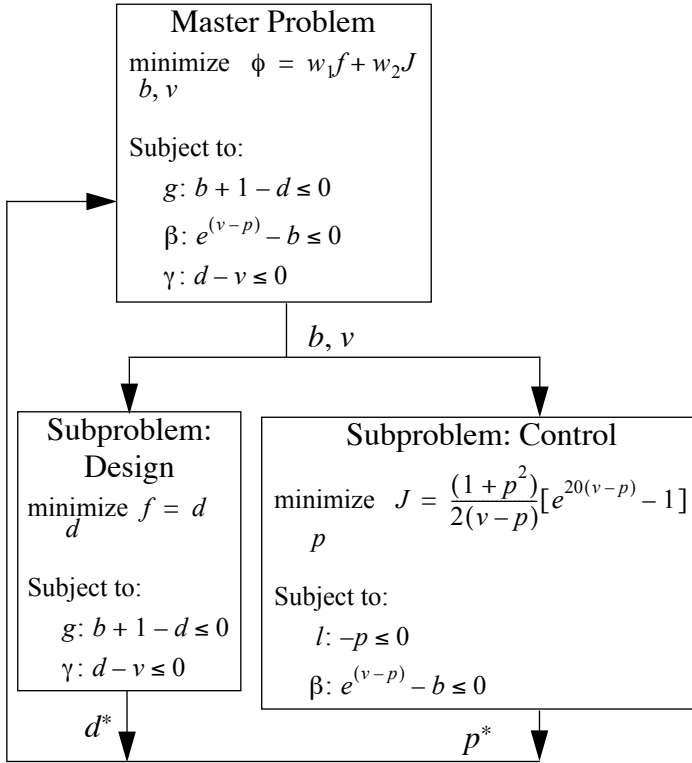 Master Problem
minimize ϕ = w₁f + w₂J
b, v
Subject to:
g: b + 1 – d ≤ 0
β: e^(v – p) – b ≤ 0
γ: d – v ≤ 0
b, v
Subproblem:
Design
minimize f = d
d
Subject to:
g: b + 1 – d ≤ 0
γ: d – v ≤ 0
d*
Subproblem: Control
minimize J = (1 + p²)/2(v – p)[e^20(v – p) – 1]
p
Subject to:
l: –p ≤ 0
β: e^(v – p) – b ≤ 0
p*